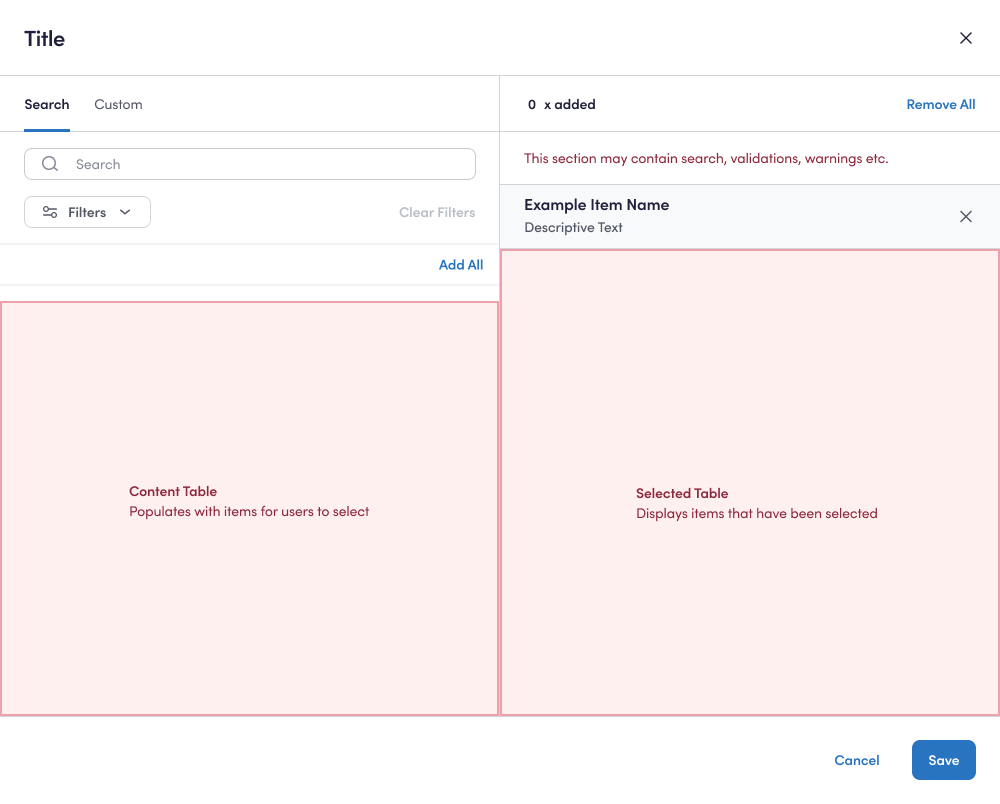 Title
Search Custom
0 x added Remove All
Search
This section may contain search, validations, warnings etc.
Filters Clear Filters
Example Item Name
Descriptive Text
Add All
Content Table
Populates with items for users to select
Selected Table
Displays items that have been selected
Cancel Save